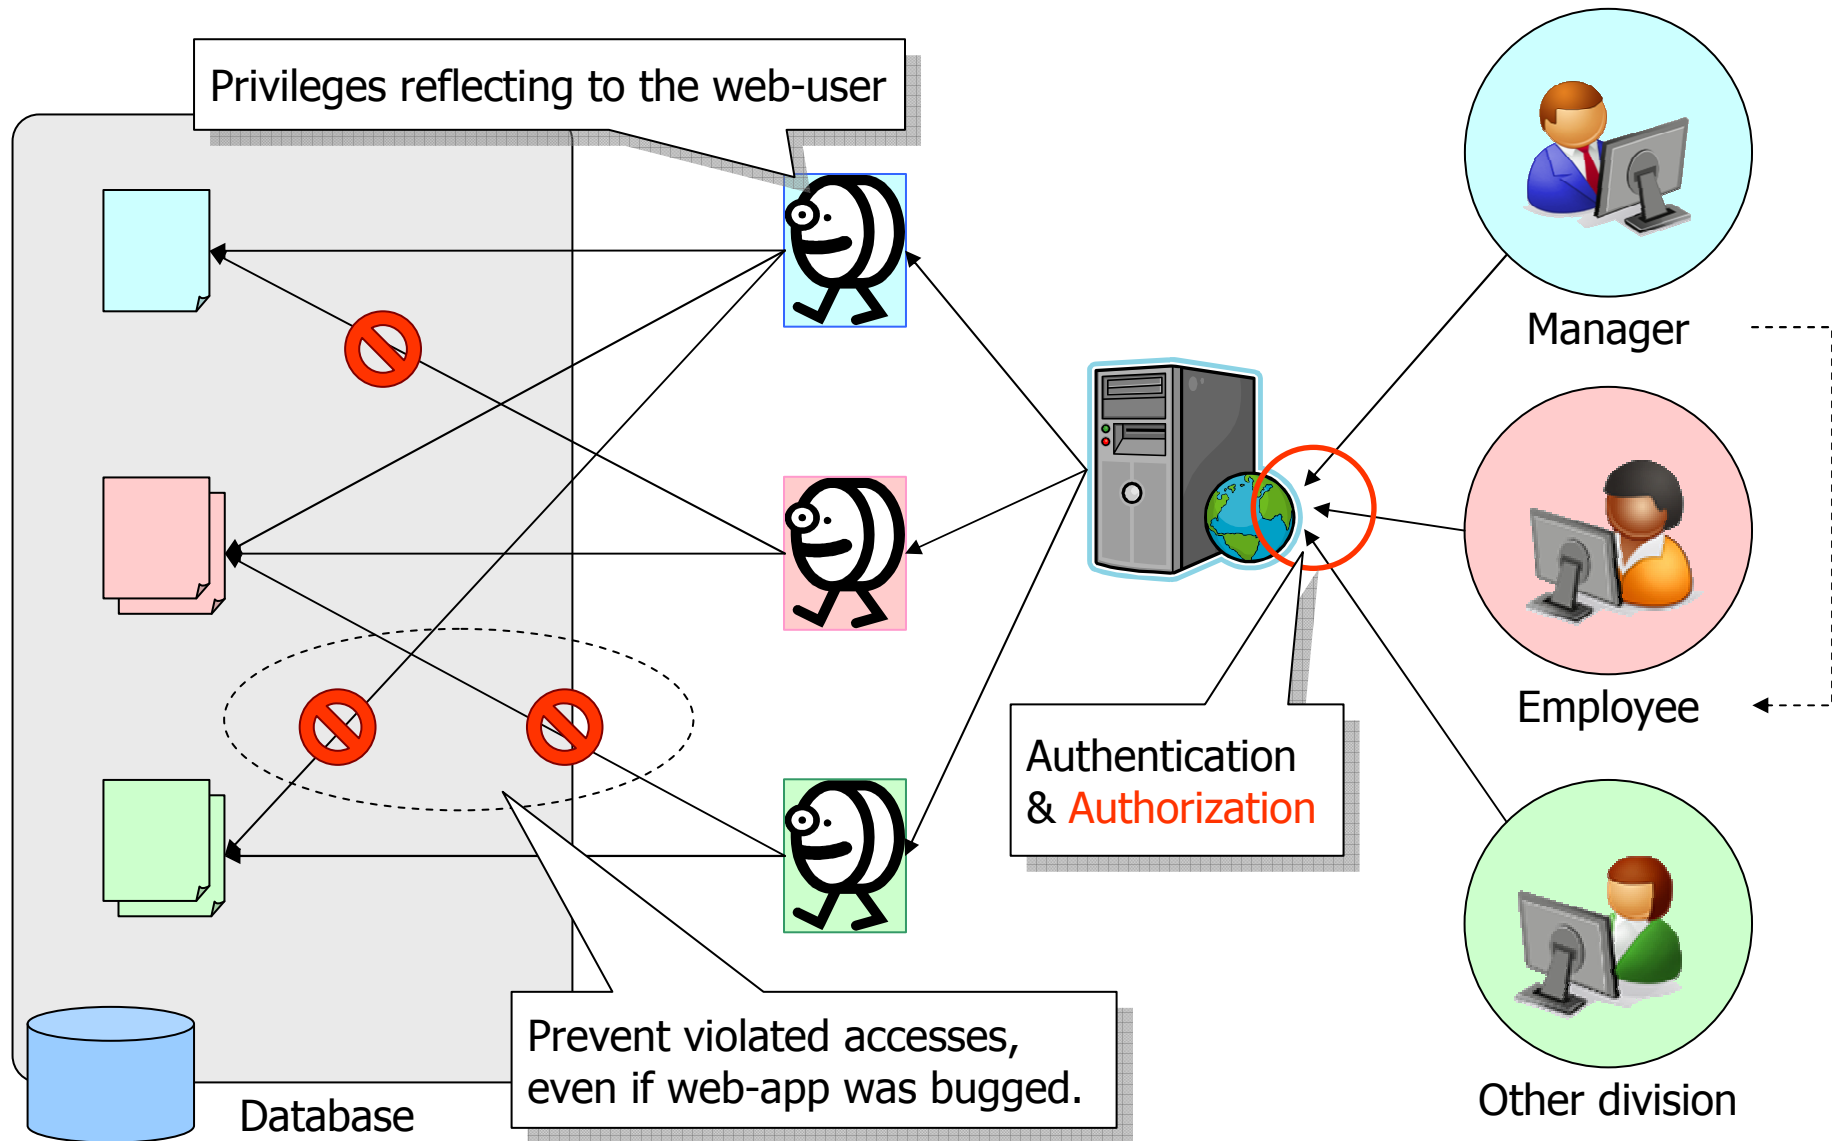 Privileges reflecting to the web-user
Manager
Employee
Authentication
& Authorization
Prevent violated accesses,
even if web-app was bugged.
Database
Other division